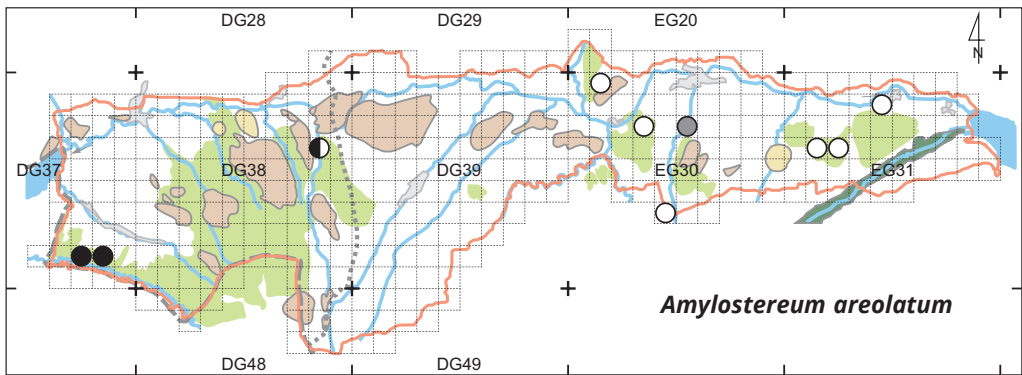 DG28 DG29 EG20
N
DG37 DG38 DG39 EG30 EG31
Amylostereum areolatum
DG48 DG49